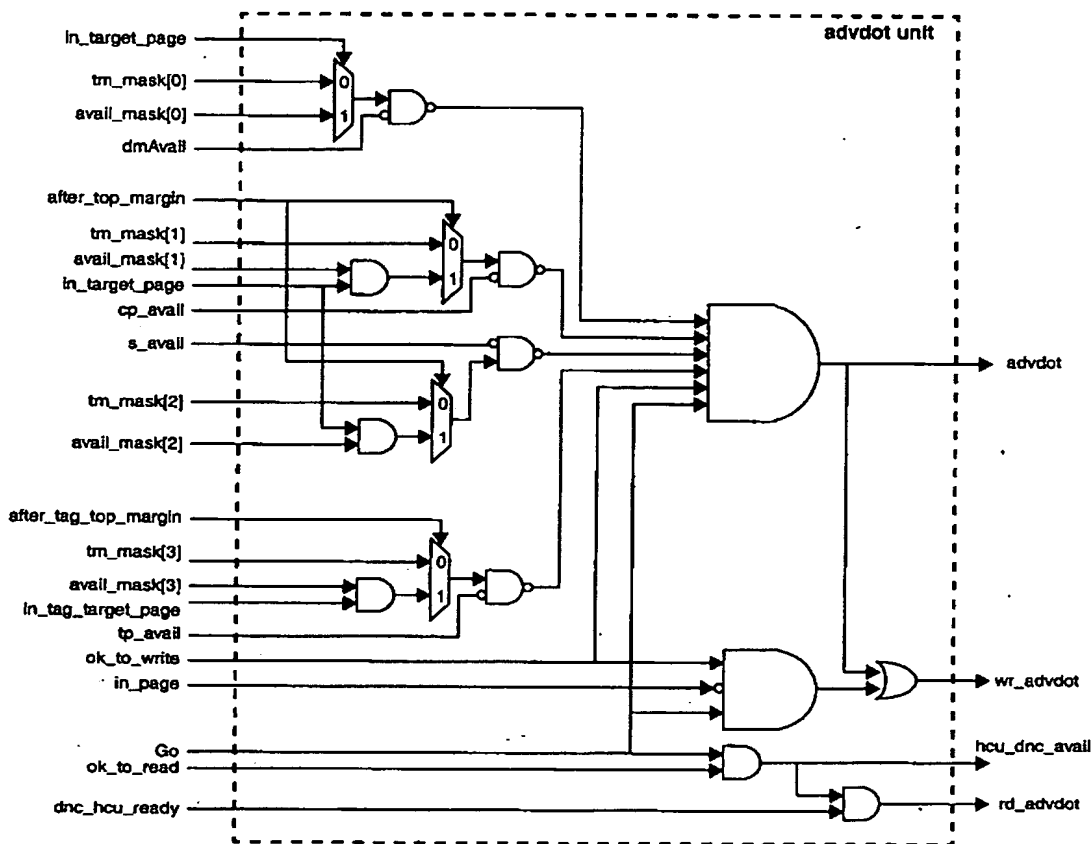 advdot unit
in_target_page
tm_mask[0]
0
avail_mask[0]
1
dmAvail
after_top_margin
tm_mask[1]
0
avail_mask[1]
1
in_target_page
cp_avail
s_avail
tm_mask[2]
0
avail_mask[2]
1
advdot
after_tag_top_margin
tm_mask[3]
0
avail_mask[3]
1
in_tag_target_page
tp_avail
ok_to_write
in_page
wr_advdot
Go
hcu_dnc_avail
ok_to_read
dnc_hcu_ready
rd_advdot